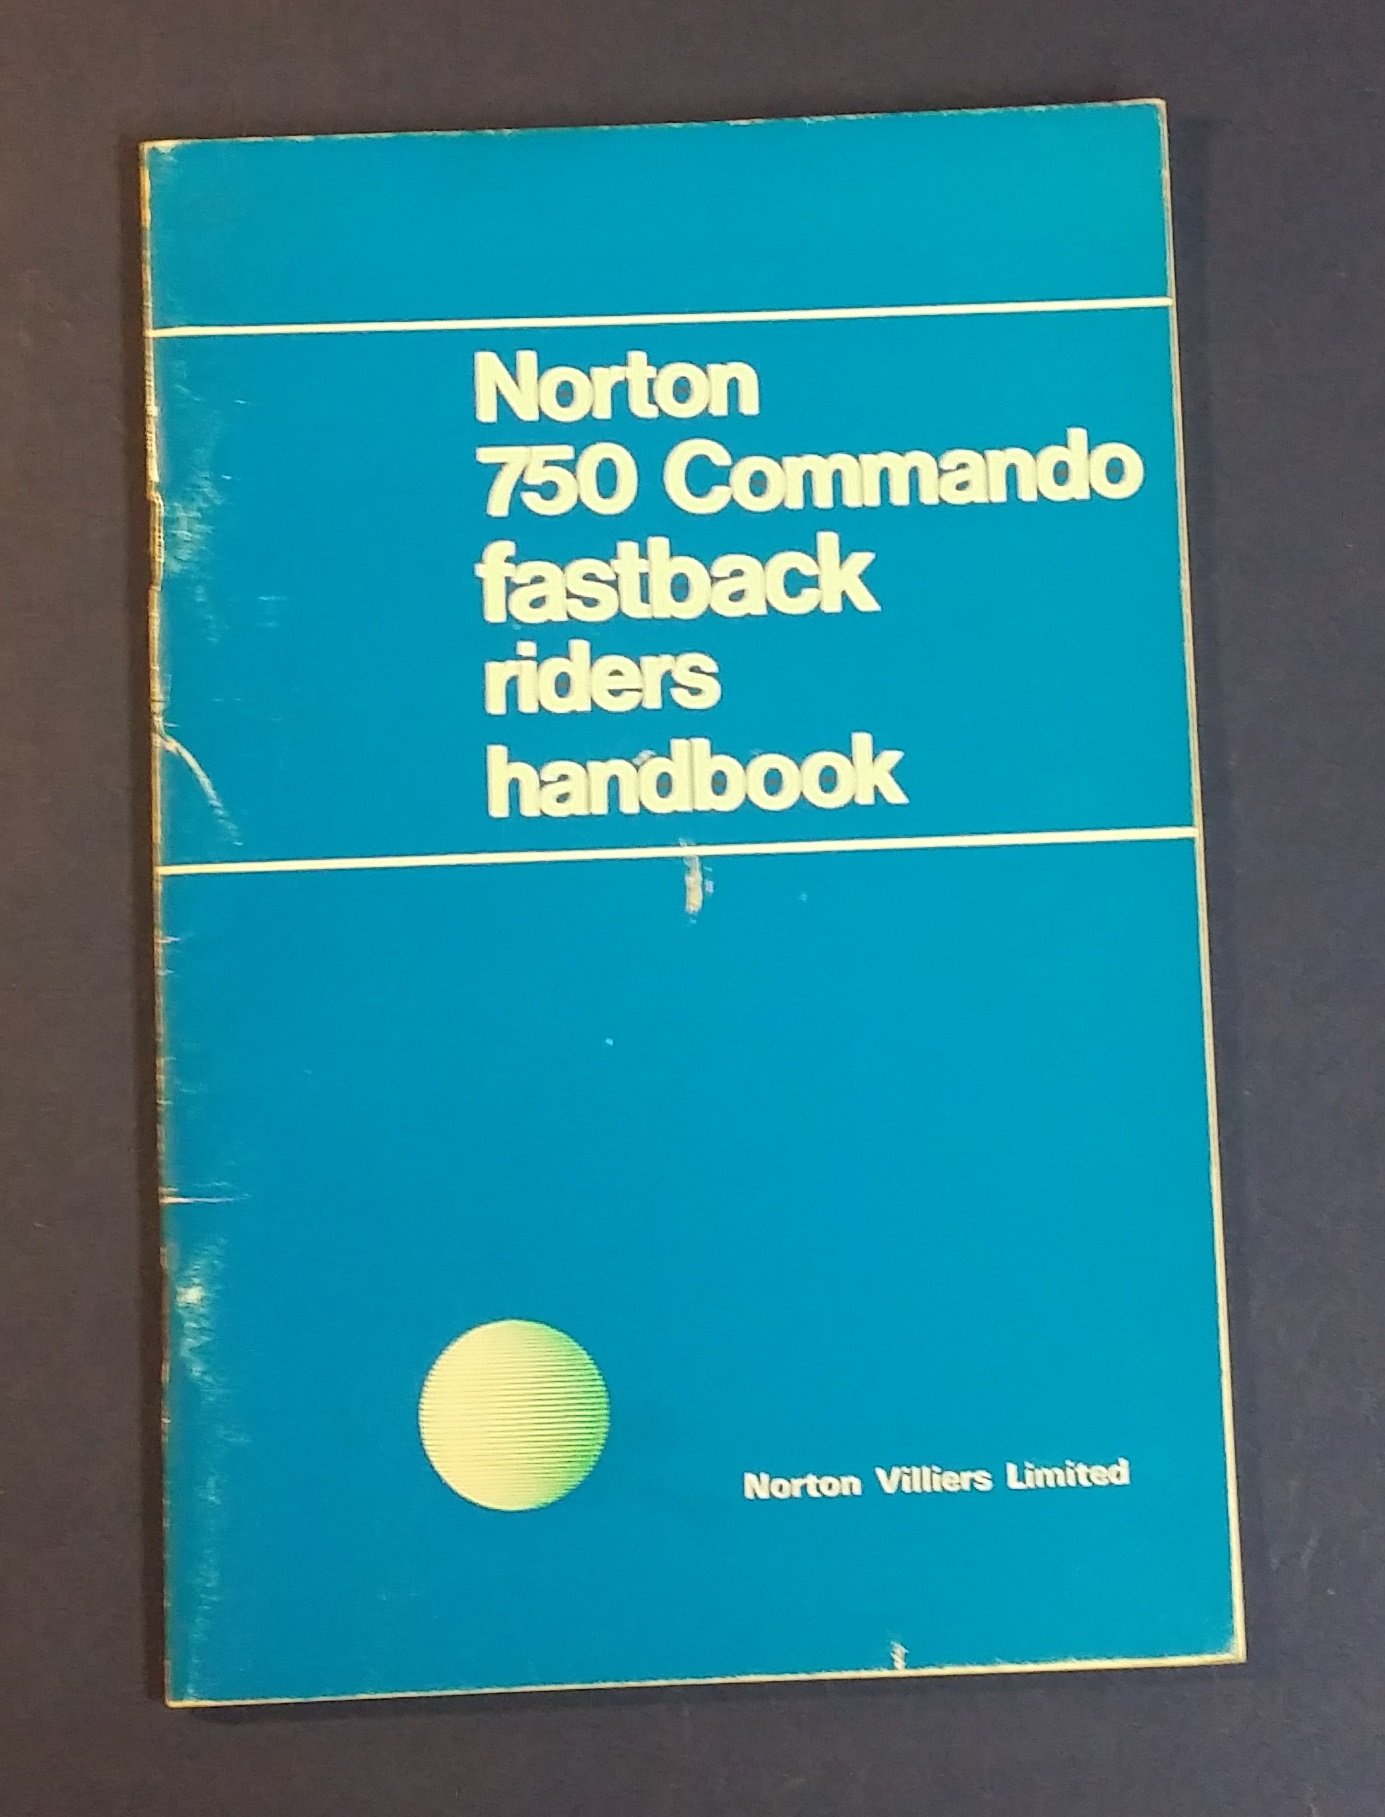 Norton
750 Commando
fastback
riders
handbook
Norton Villiers Limited